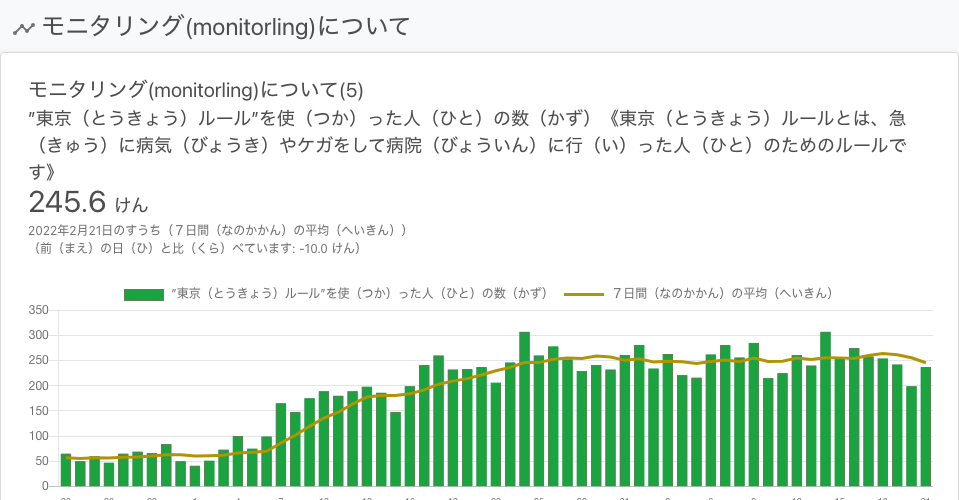 モニタリング(monitorling)について
モニタリング(monitorling)について(5)
”東京（とうきょう）ルール”を使（つか）った人（ひと）の数（かず）《東京（とうきょう）ルールとは、急
（きゅう）に病気（びょうき）やケガをして病院（びょういん）に行（い）った人（ひと）のためのルールで
す》
245.6 けん
2022年2月21日のすうち（７日間（なのかかん）の平均（へいきん））
（前（まえ）の日（ひ）と比（くら）べています: -10.0 けん）
”東京（とうきょう）ルール”を使（つか）った人（ひと）の数（かず） ７日間（なのかかん）の平均（へいきん）
350
300
250
200
150
100
50
0